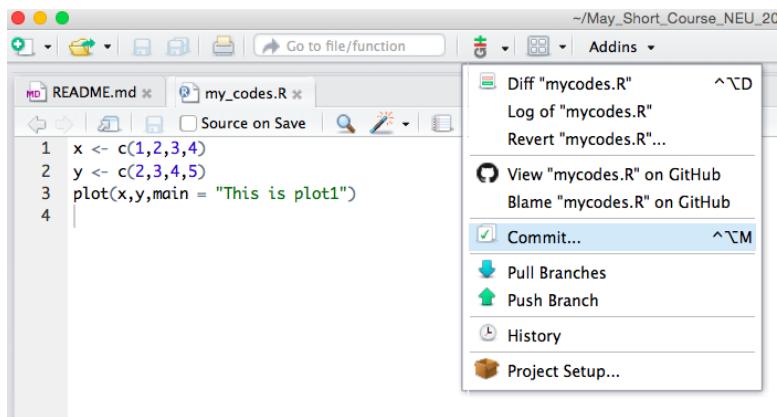 ~/May_Short_Course_NEU_20
Go to file/function
Addins
MD README.md
R my_codes.R
Source on Save
1 x <- c(1,2,3,4)
2 y <- c(2,3,4,5)
3 plot(x,y,main = "This is plot1")
4
Diff "mycodes.R" ^⌥D
Log of "mycodes.R"
Revert "mycodes.R"...
View "mycodes.R" on GitHub
Blame "mycodes.R" on GitHub
Commit... ^⌥M
Pull Branches
Push Branch
History
Project Setup...